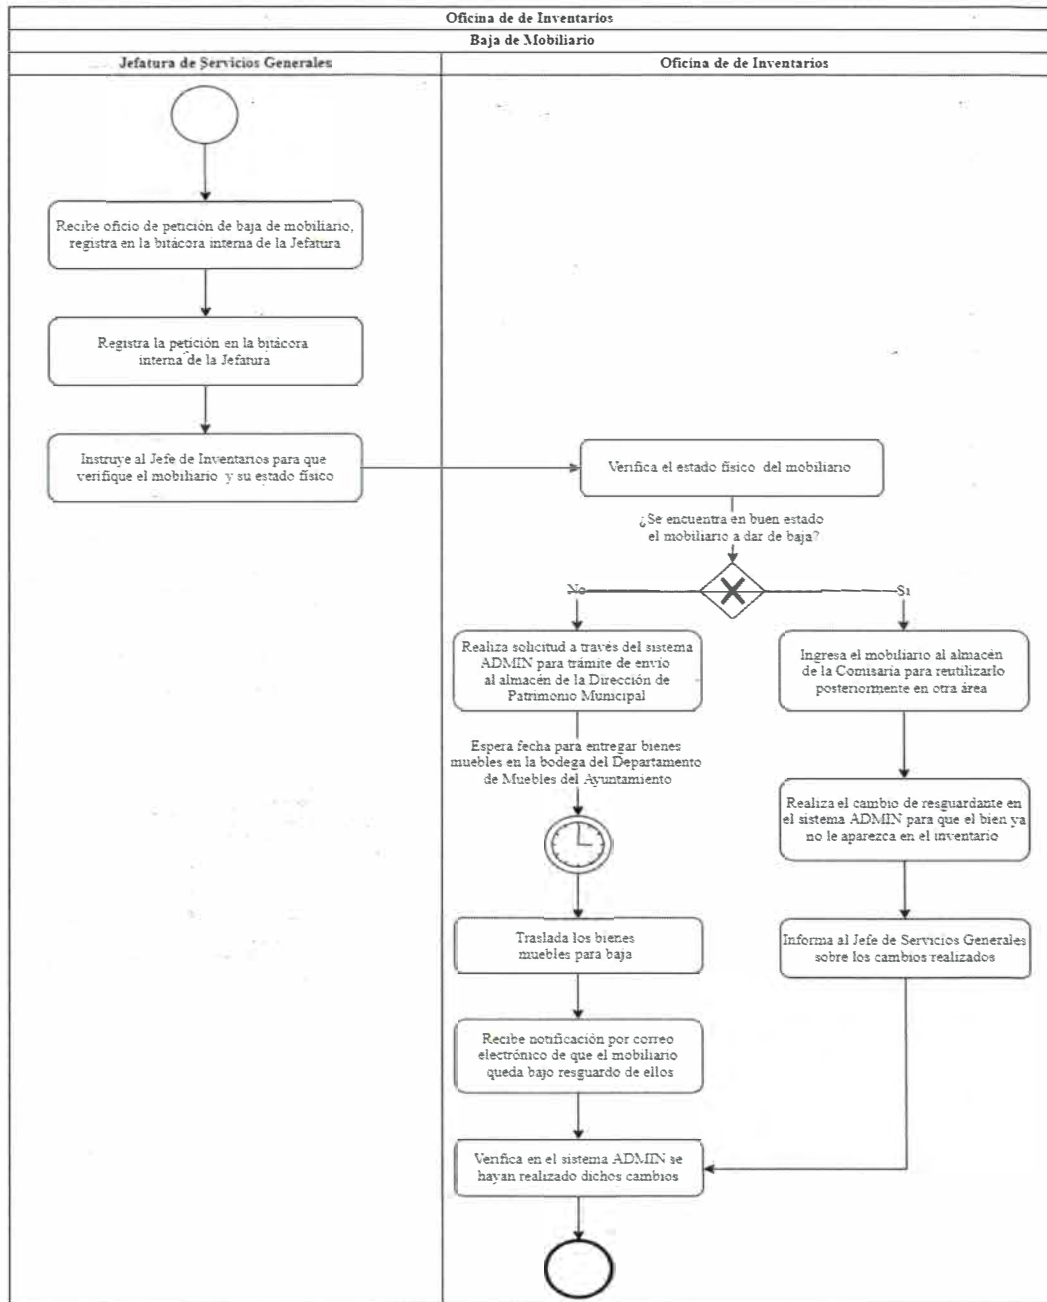 Oficina de de Inventarios
Baja de Mobiliario
Jefatura de Servicios Generales
Oficina de de Inventarios
Recibe oficio de petición de baja de mobiliario,
registra en la bitácora interna de la Jefatura
Registra la petición en la bitácora
interna de la Jefatura
Instruye al Jefe de Inventarios para que
verifique el mobiliario y su estado físico
Verifica el estado físico del mobiliario
¿Se encuentra en buen estado
el mobiliario a dar de baja?
No
Si
Realiza solicitud a través del sistema
ADMIN para trámite de envío
al almacén de la Dirección de
Patrimonio Municipal
Ingresa el mobiliario al almacén
de la Comisaría para reutilizarlo
posteriormente en otra área
Espera fecha para entregar bienes
muebles en la bodega del Departamento
de Muebles del Ayuntamiento
Realiza el cambio de resguardante en
el sistema ADMIN para que el bien ya
no le aparezca en el inventario
Traslada los bienes
muebles para baja
Informa al Jefe de Servicios Generales
sobre los cambios realizados
Recibe notificación por correo
electrónico de que el mobiliario
queda bajo resguardo de ellos
Verifica en el sistema ADMIN se
hayan realizado dichos cambios